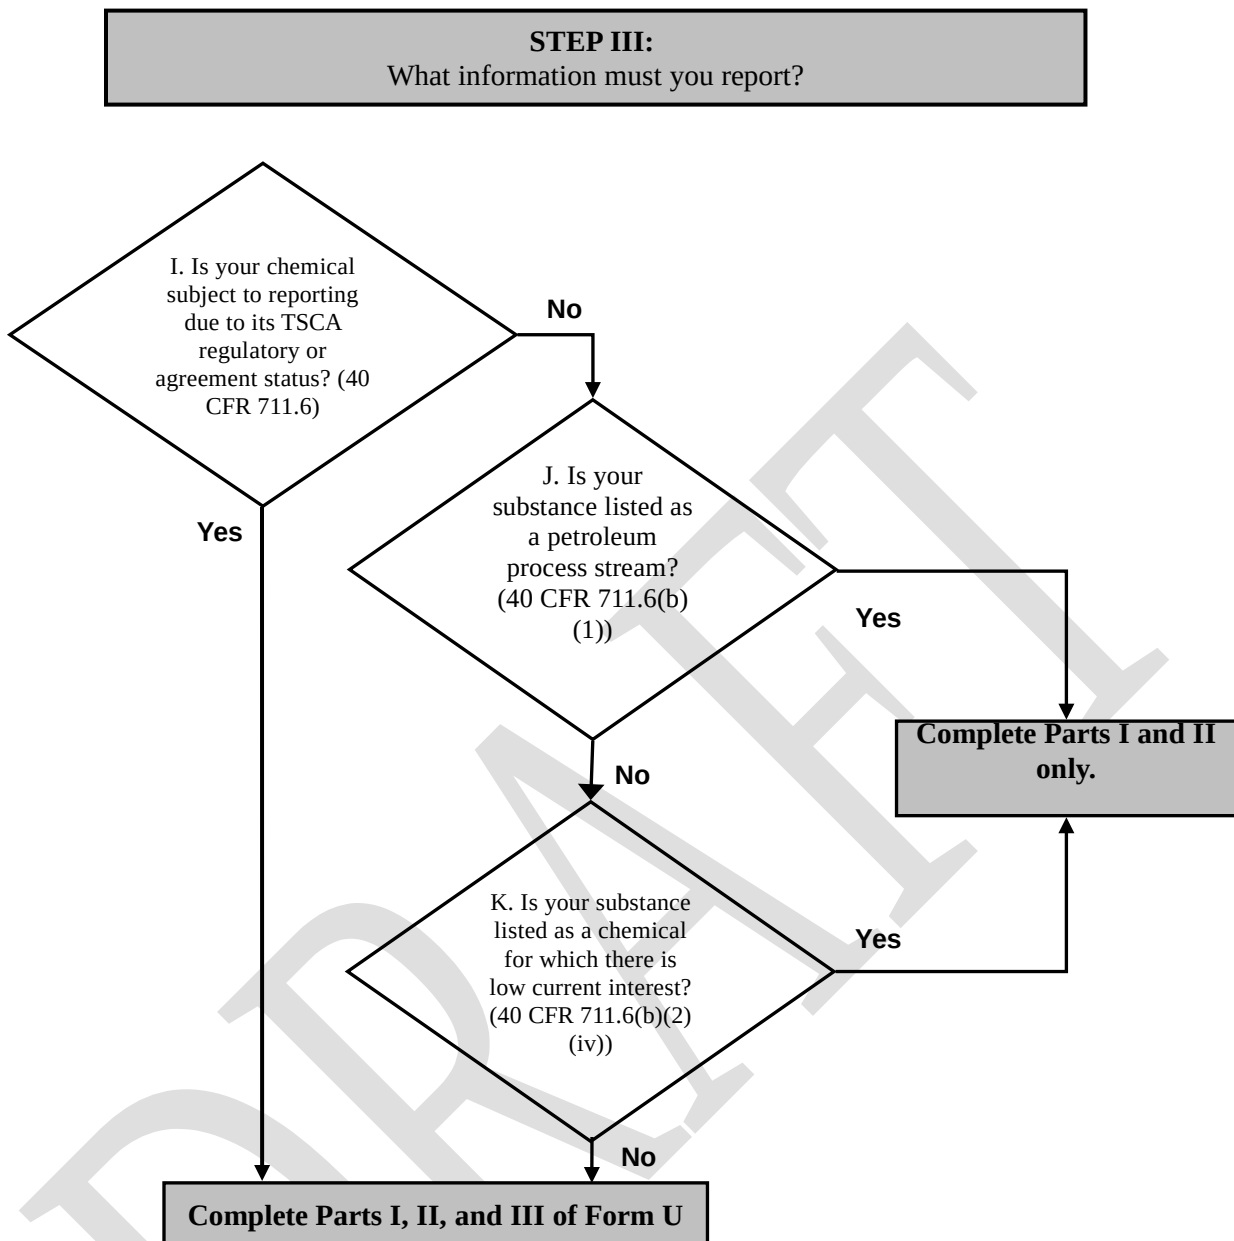 STEP III:
What information must you report?
I. Is your chemical
subject to reporting
due to its TSCA
regulatory or
agreement status? (40
CFR 711.6)
No
Yes
J. Is your
substance listed as
a petroleum
process stream?
(40 CFR 711.6(b)
(1))
Yes
Complete Parts I and II
only.
No
K. Is your substance
listed as a chemical
for which there is
low current interest?
(40 CFR 711.6(b)(2)
(iv))
Yes
No
Complete Parts I, II, and III of Form U
DRAFT